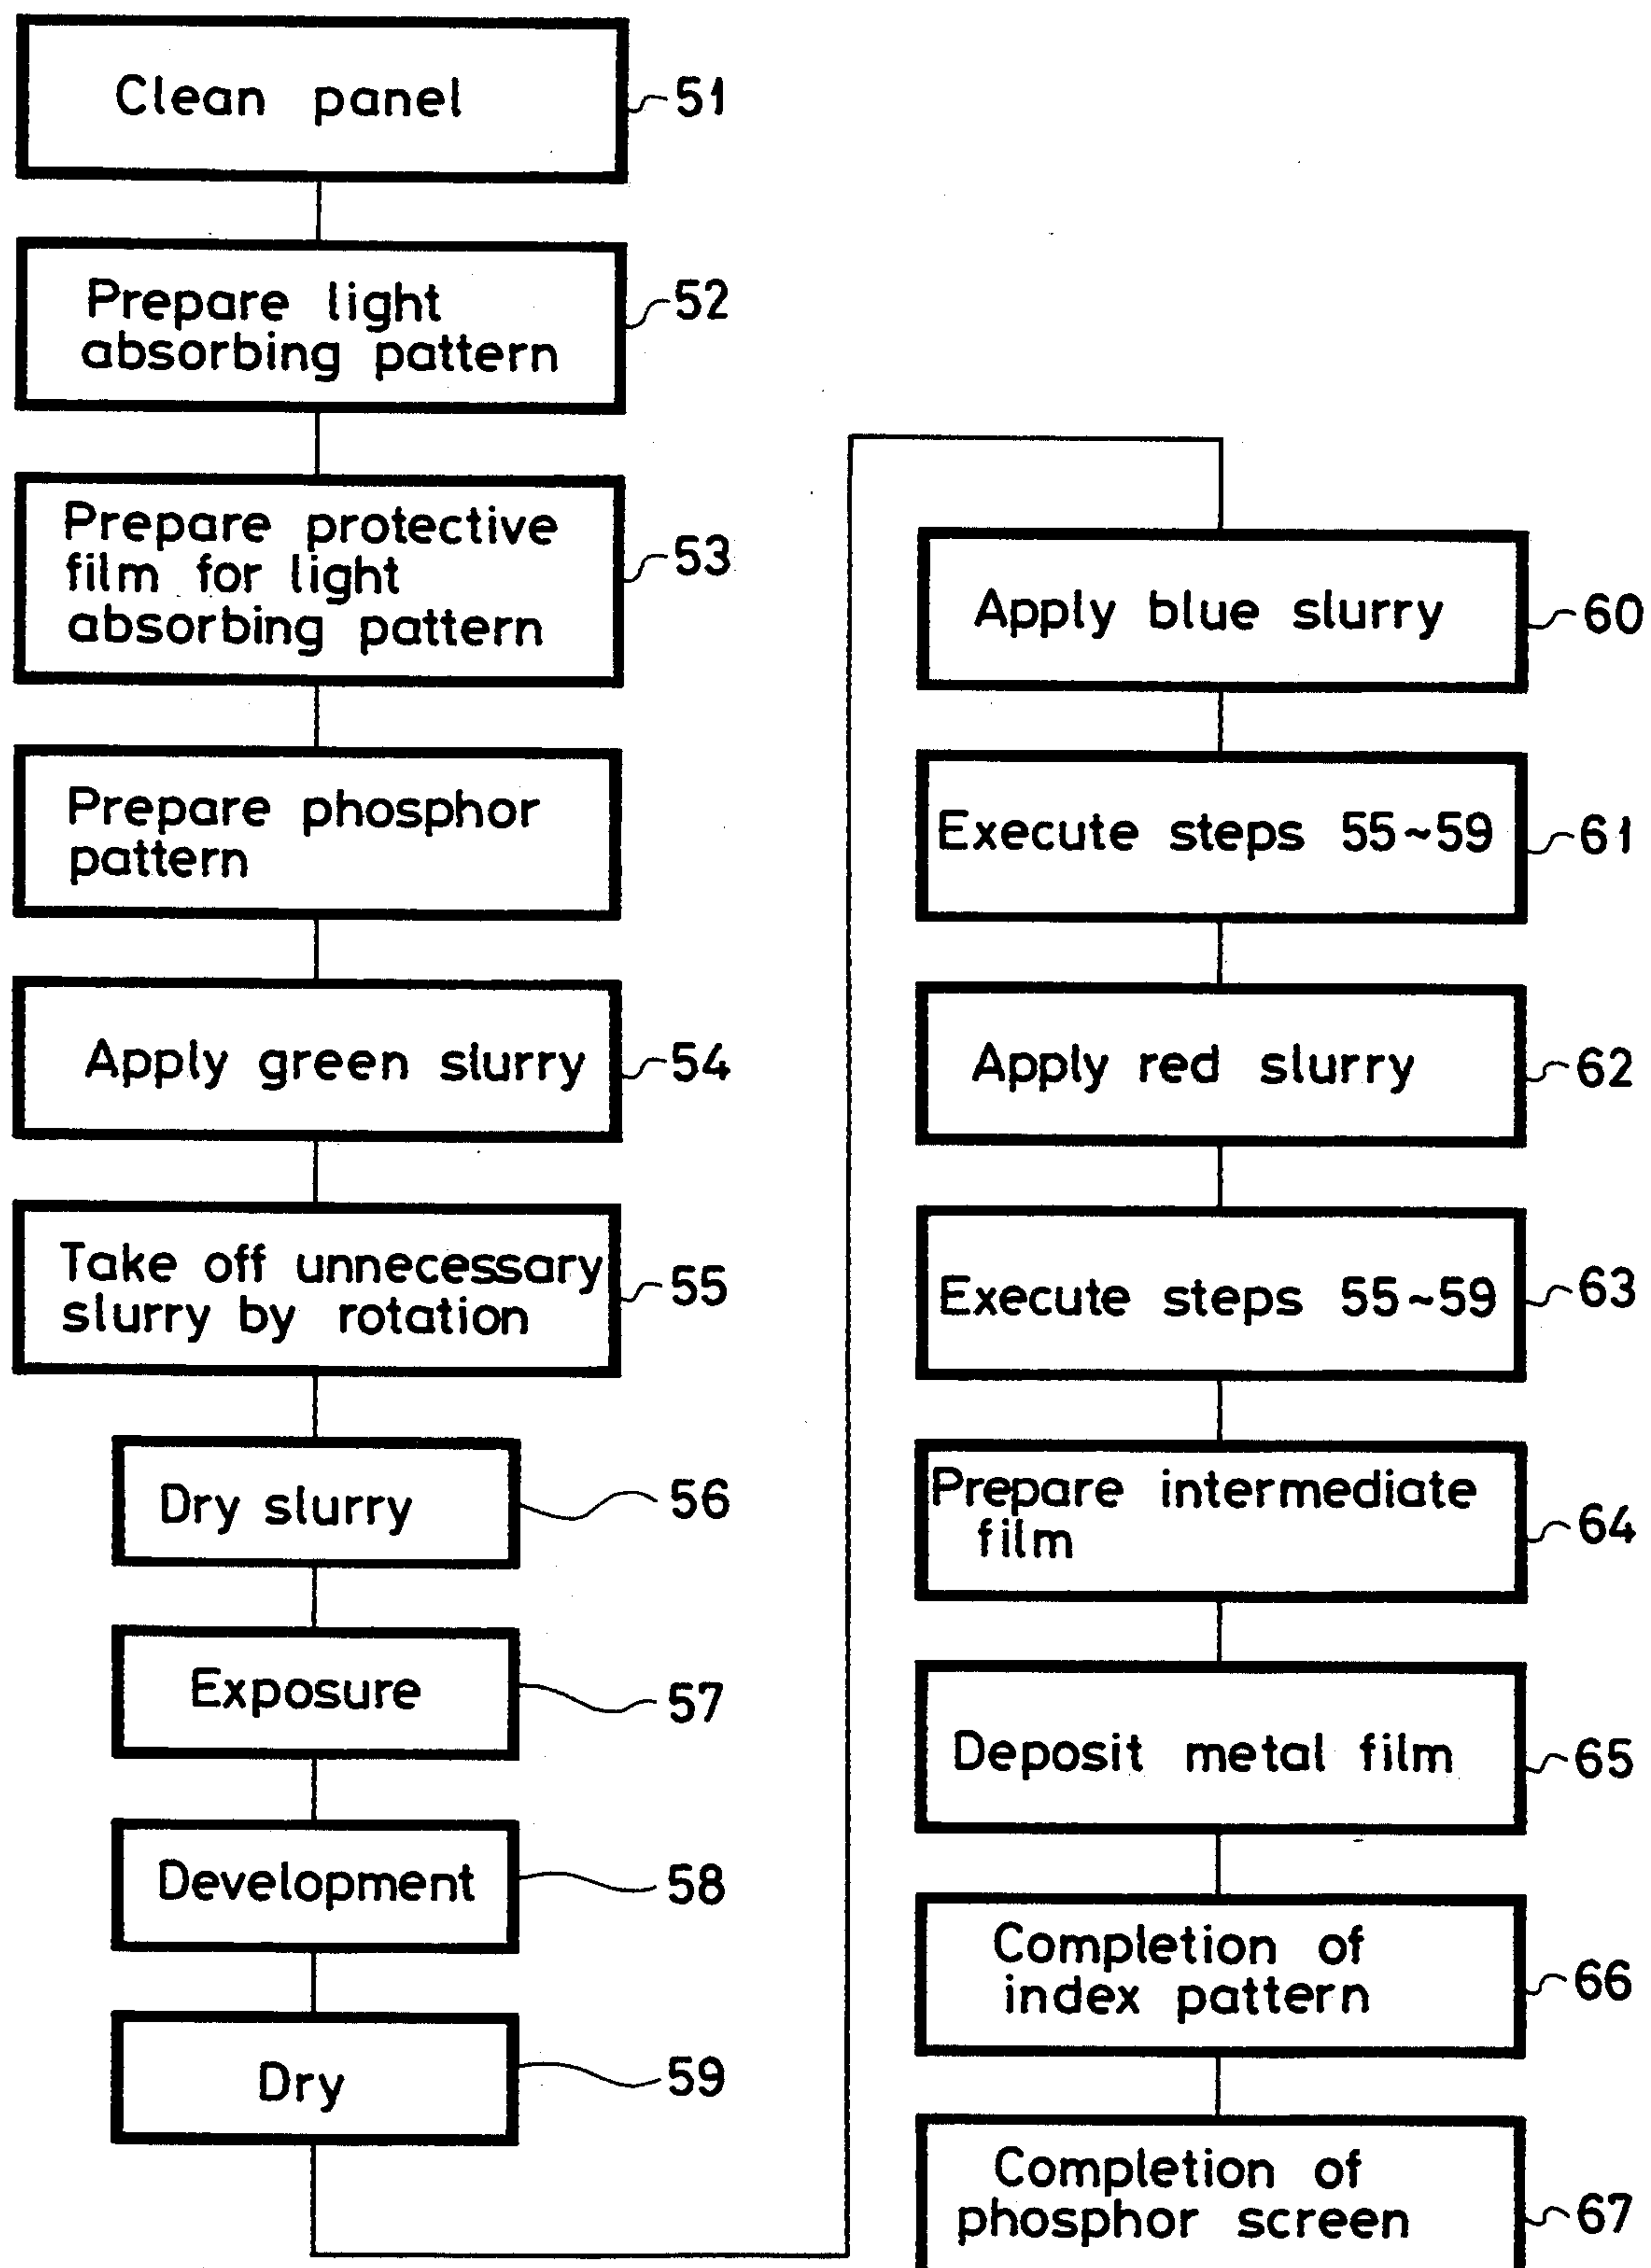 Clean panel
51
Prepare light
absorbing pattern
52
Prepare protective
film for light
absorbing pattern
53
Prepare phosphor
pattern
Apply green slurry
54
Take off unnecessary
slurry by rotation
55
Dry slurry
56
Exposure
57
Development
58
Dry
59
Apply blue slurry
60
Execute steps 55~59
61
Apply red slurry
62
Execute steps 55~59
63
Prepare intermediate
film
64
Deposit metal film
65
Completion of
index pattern
66
Completion of
phosphor screen
67